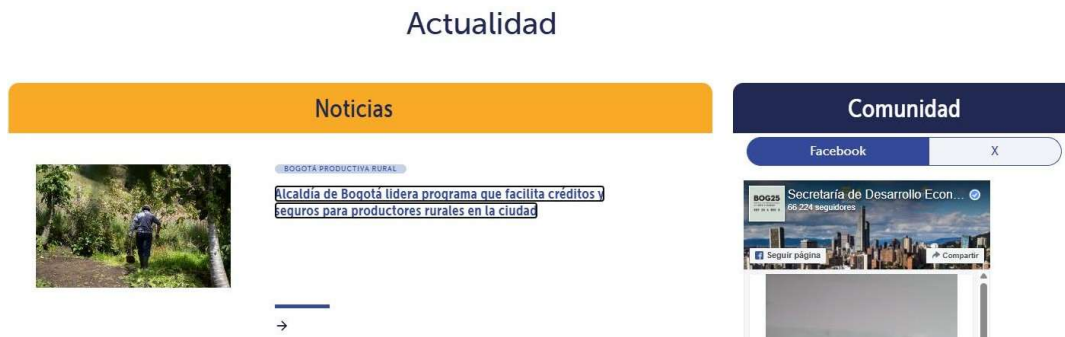 Actualidad
Noticias
BOGOTÁ PRODUCTIVA RURAL
Alcaldía de Bogotá lidera programa que facilita créditos y
seguros para productores rurales en la ciudad
Comunidad
Facebook
X
BOG25
Secretaría de Desarrollo Econ...
66 224 seguidores
Seguir página
Compartir